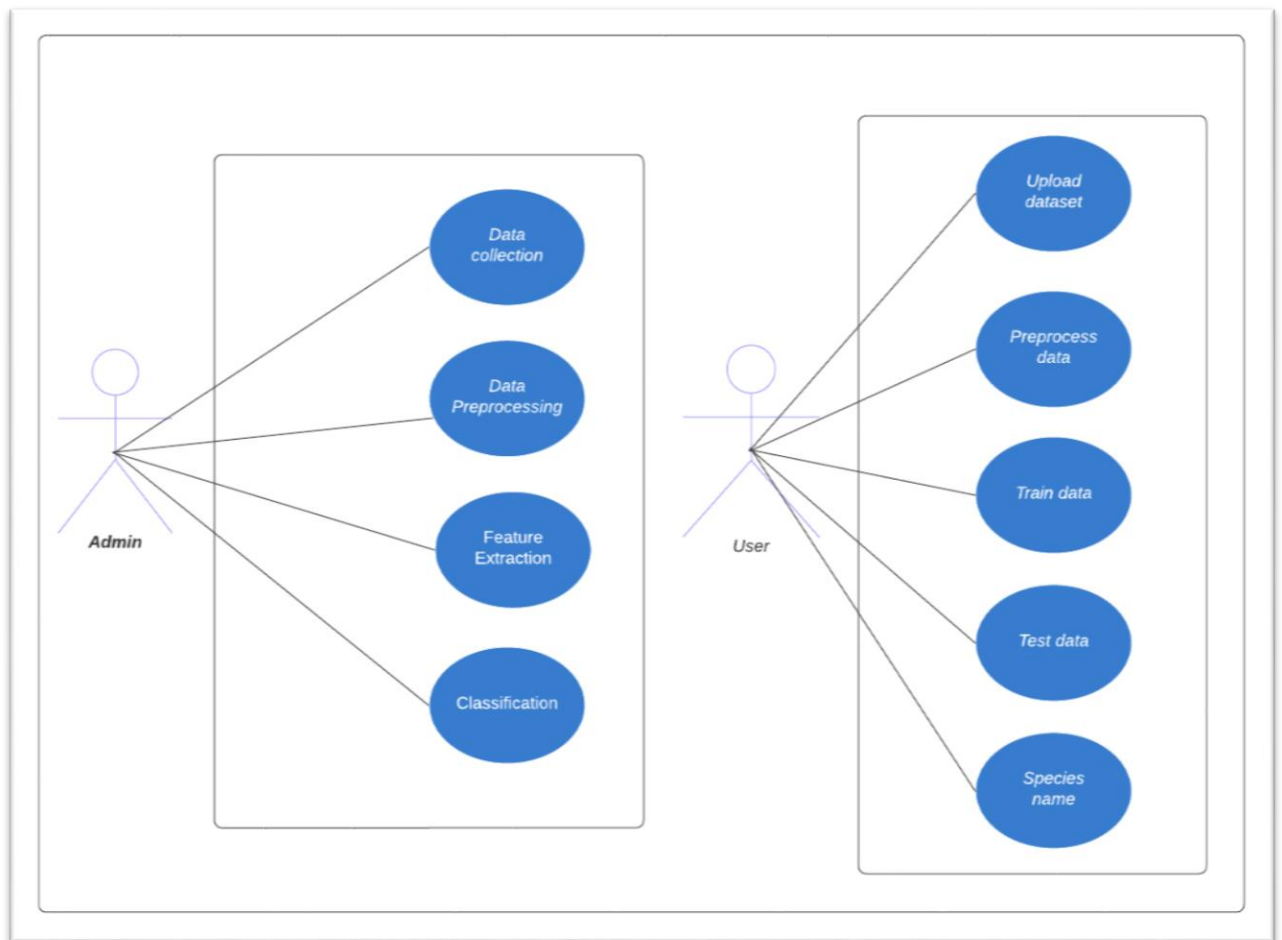 Data
collection
Data
Preprocessing
Feature
Extraction
Classification
Admin
Upload
dataset
Preprocess
data
Train data
Test data
Species
name
User